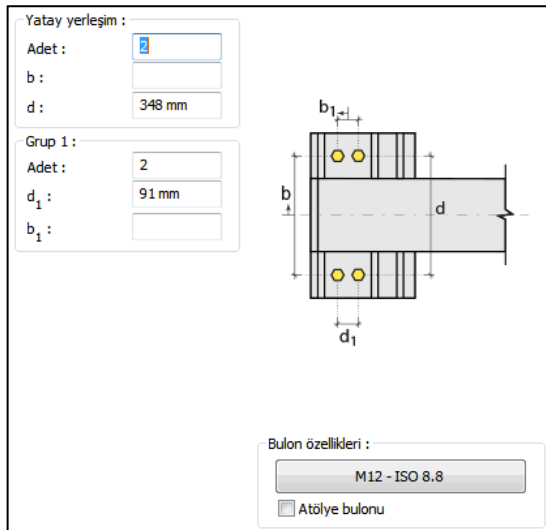 Yatay yerleşim :
Adet : 2
b :
d : 348 mm
Grup 1 :
Adet : 2
d1 : 91 mm
b1 :
b1
b
d
d1
Bulon özellikleri :
M12 - ISO 8.8
Atölye bulonu